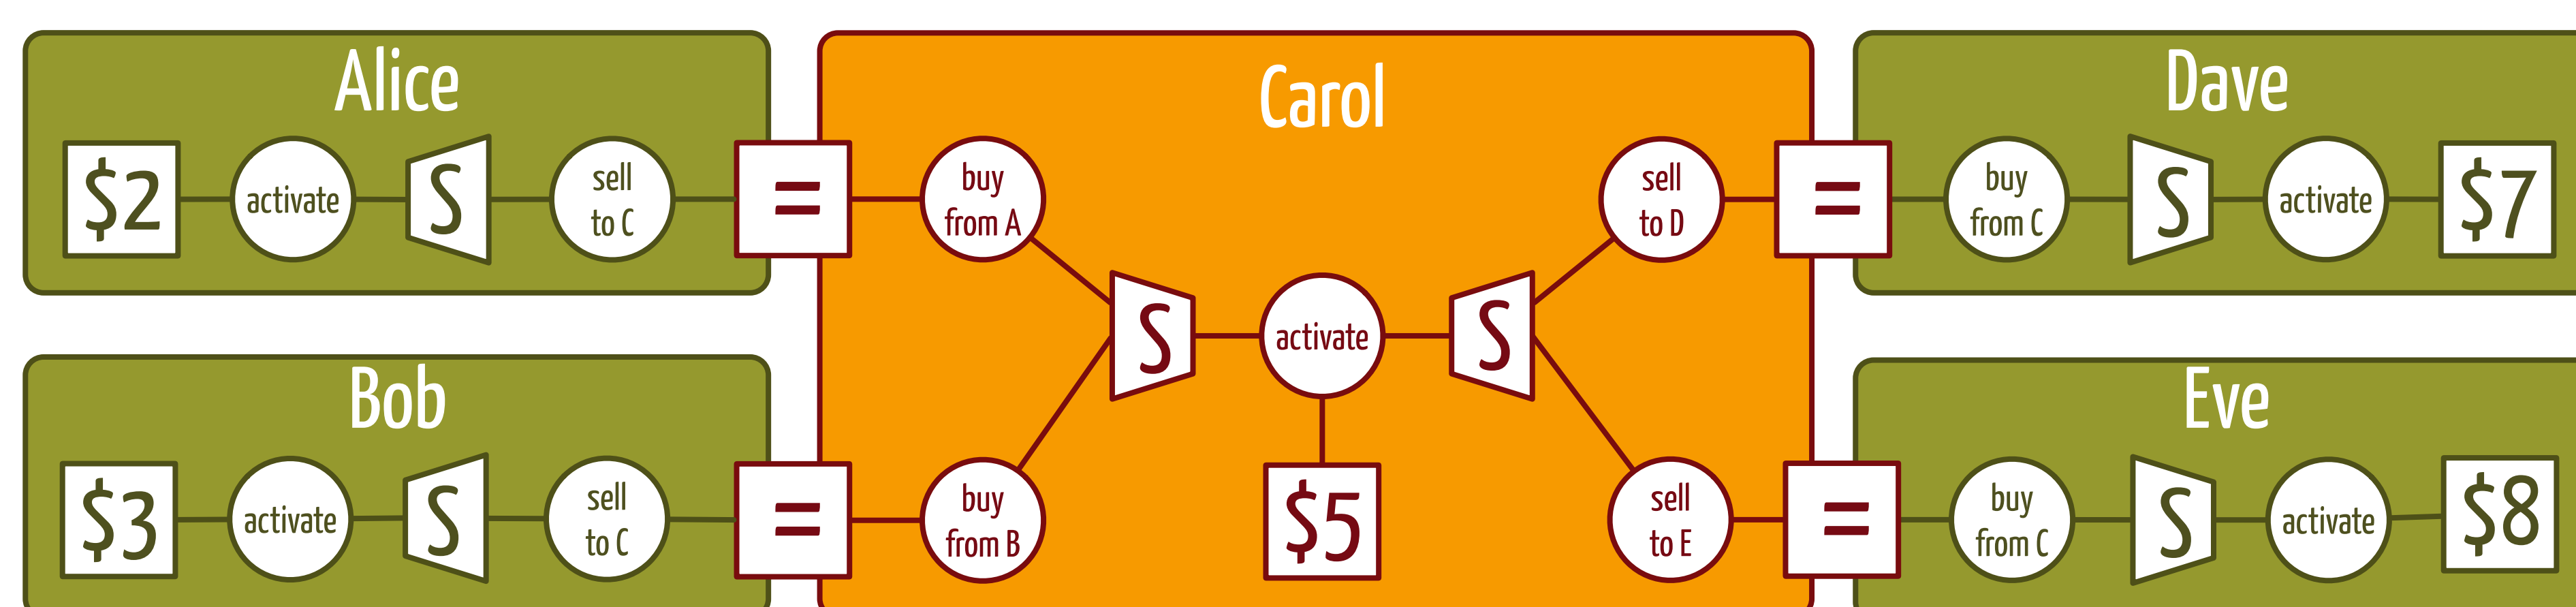 Alice
$2
activate
S
sell
to C
=
Bob
$3
activate
S
sell
to C
=
Carol
buy
from A
buy
from B
S
activate
$5
S
sell
to D
sell
to E
=
Dave
buy
from C
S
activate
$7
=
Eve
buy
from C
S
activate
$8